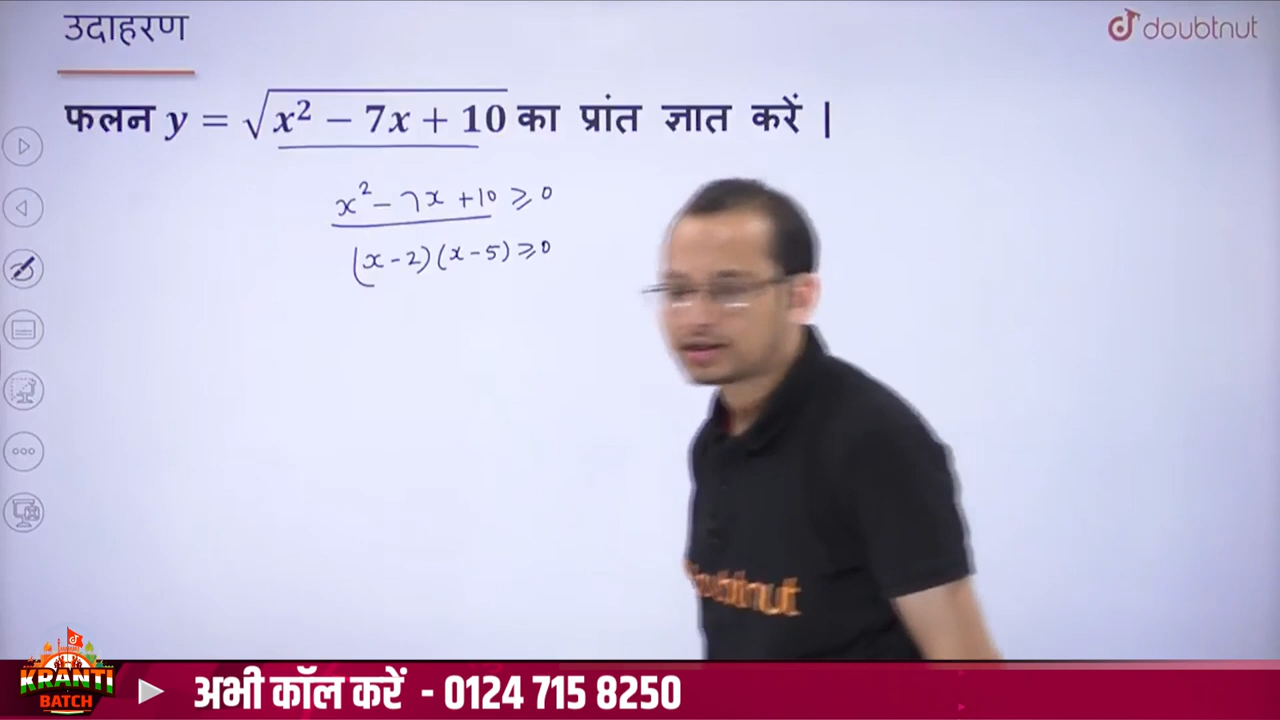 उदाहरण
doubtnut
फलन y = √x² − 7x + 10 का प्रांत ज्ञात करें |
x² − 7x + 10 ≥ 0
(x − 2)(x − 5) ≥ 0
KRANTI
BATCH
अभी कॉल करें - 0124 715 8250